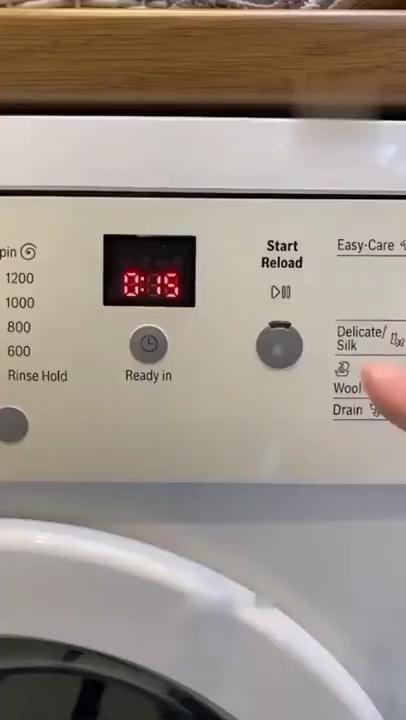 pin
1200
1000
800
600
Rinse Hold
0:15
Ready in
Start
Reload
Easy-Care
Delicate/
Silk
Wool
Drain